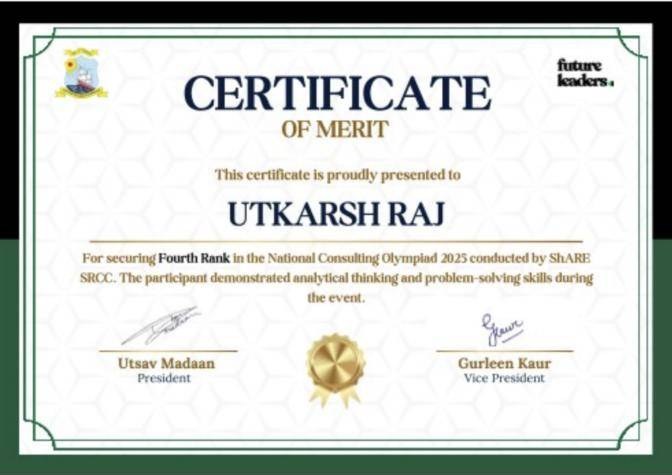 future
leaders.
CERTIFICATE
OF MERIT
This certificate is proudly presented to
UTKARSH RAJ
For securing Fourth Rank in the National Consulting Olympiad 2025 conducted by ShARE
SRCC. The participant demonstrated analytical thinking and problem-solving skills during
the event.
Utsav Madaan
President
Gurleen Kaur
Vice President